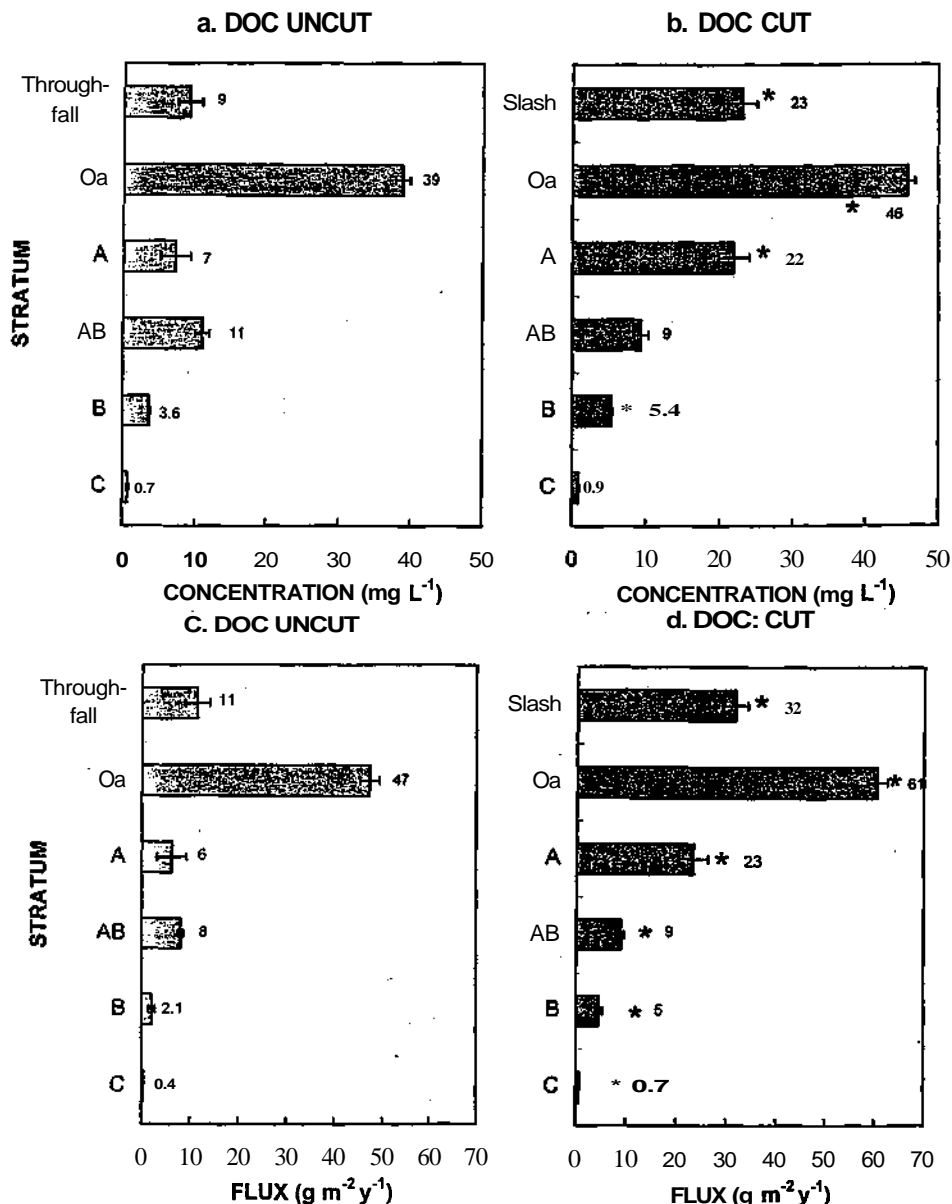 a. DOC UNCUT
b. DOC CUT
Through-
fall
9
Oa
39
A
7
AB
11
B
3.6
C
0.7
STRATUM
0 10 20 30 40 50
CONCENTRATION (mg L⁻¹)
Slash
* 23
Oa
* 46
A
* 22
AB
9
B
* 5.4
C
0.9
0 10 20 30 40 50
CONCENTRATION (mg L⁻¹)
C. DOC UNCUT
d. DOC: CUT
Through-
fall
11
Oa
47
A
6
AB
8
B
2.1
C
0.4
STRATUM
0 10 20 30 40 50 60 70
FLUX (g m⁻² y⁻¹)
Slash
* 32
Oa
* 61
A
* 23
AB
* 9
B
* 5
C
* 0.7
0 10 20 30 40 50 60 70
FLUX (g m⁻² y⁻¹)